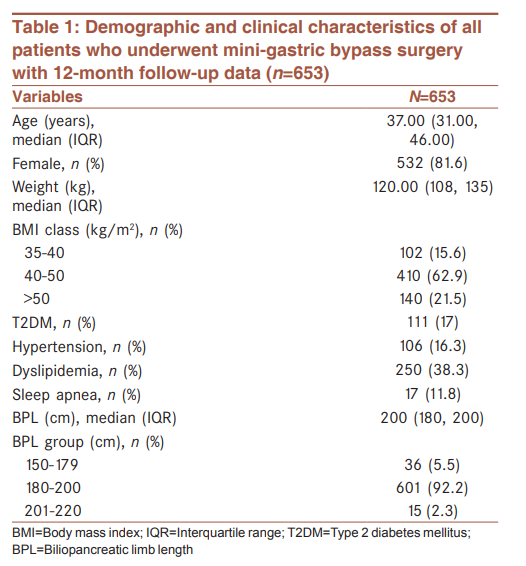 Table 1: Demographic and clinical characteristics of all
patients who underwent mini-gastric bypass surgery
with 12-month follow-up data (n=653)
Variables N=653
Age (years), 37.00 (31.00,
median (IQR) 46.00)
Female, n (%) 532 (81.6)
Weight (kg), 120.00 (108, 135)
median (IQR)
BMI class (kg/m²), n (%)
35-40 102 (15.6)
40-50 410 (62.9)
>50 140 (21.5)
T2DM, n (%) 111 (17)
Hypertension, n (%) 106 (16.3)
Dyslipidemia, n (%) 250 (38.3)
Sleep apnea, n (%) 17 (11.8)
BPL (cm), median (IQR) 200 (180, 200)
BPL group (cm), n (%)
150-179 36 (5.5)
180-200 601 (92.2)
201-220 15 (2.3)
BMI=Body mass index; IQR=Interquartile range; T2DM=Type 2 diabetes mellitus;
BPL=Biliopancreatic limb length